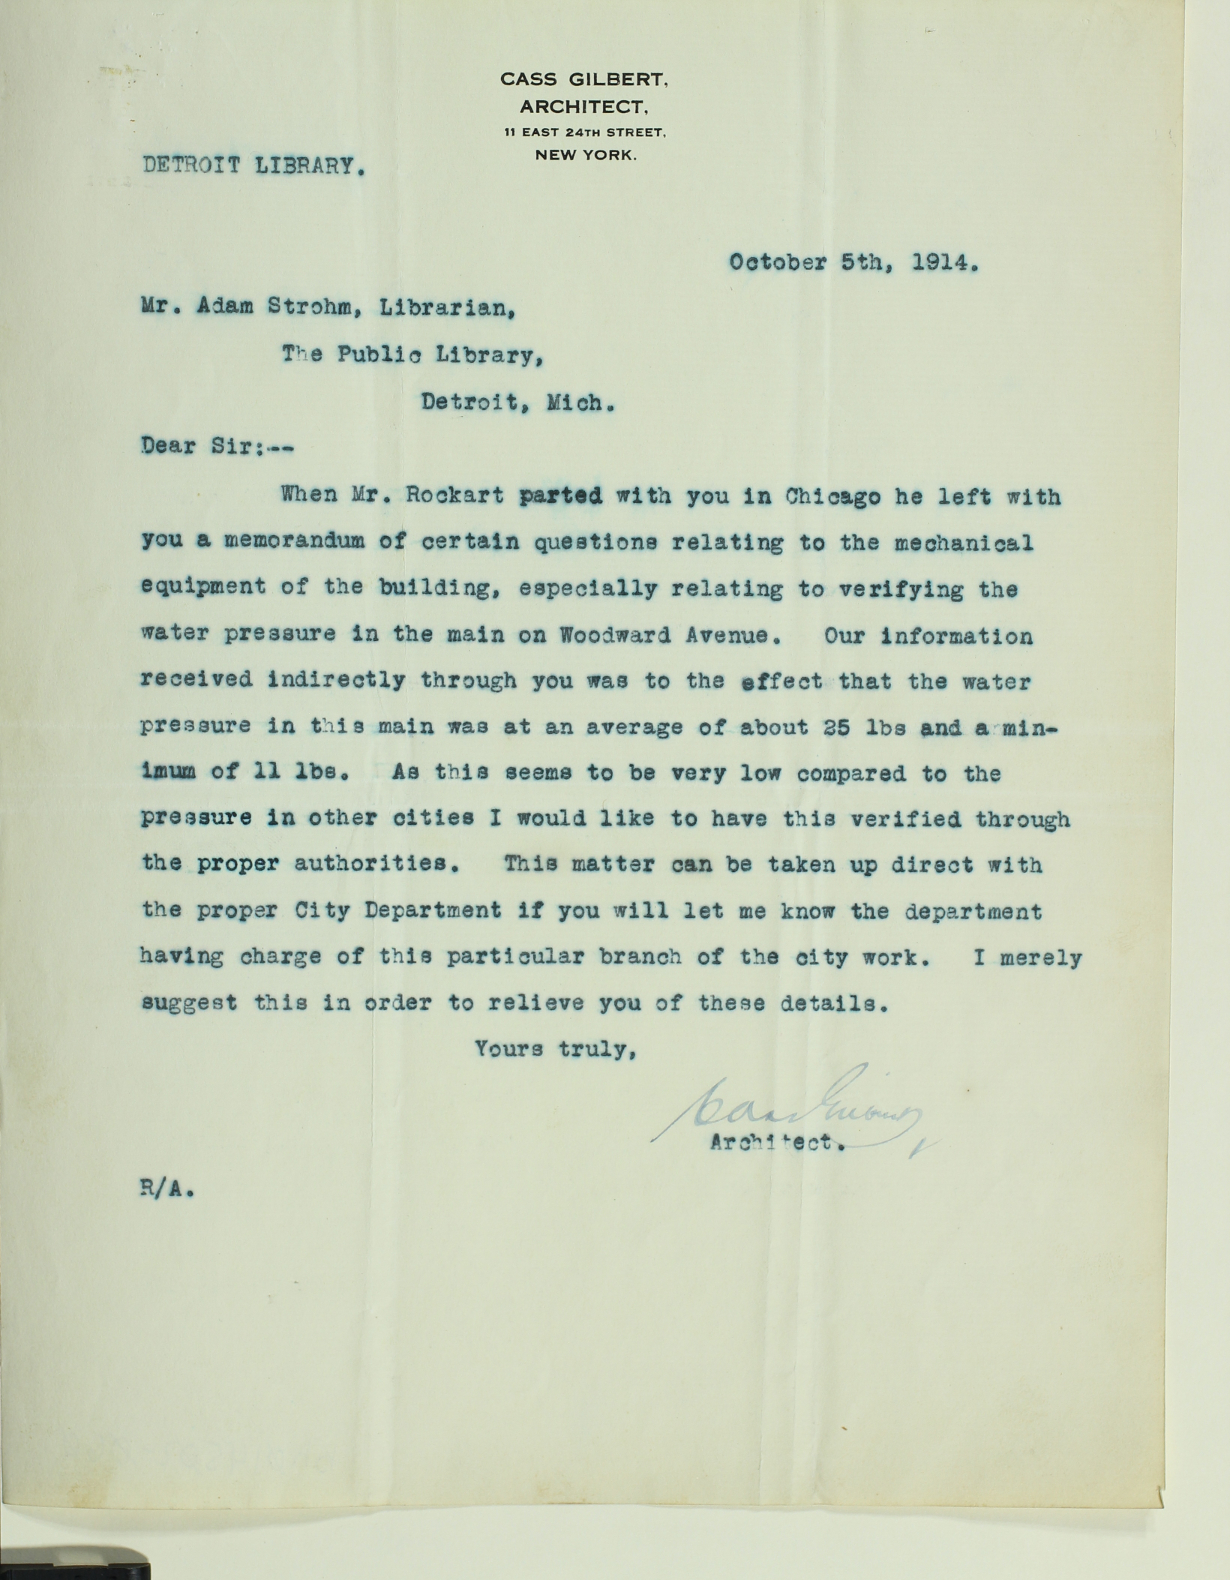 CASS GILBERT,
ARCHITECT,
11 EAST 24TH STREET,
NEW YORK.
DETROIT LIBRARY.
October 5th, 1914.
Mr. Adam Strohm, Librarian,
The Public Library,
Detroit, Mich.
Dear Sir:--
When Mr. Rockart parted with you in Chicago he left with
you a memorandum of certain questions relating to the mechanical
equipment of the building, especially relating to verifying the
water pressure in the main on Woodward Avenue. Our information
received indirectly through you was to the effect that the water
pressure in this main was at an average of about 25 lbs and a min-
imum of 11 lbs. As this seems to be very low compared to the
pressure in other cities I would like to have this verified through
the proper authorities. This matter can be taken up direct with
the proper City Department if you will let me know the department
having charge of this particular branch of the city work. I merely
suggest this in order to relieve you of these details.
Yours truly,
Cass Gilbert
Architect.
R/A.